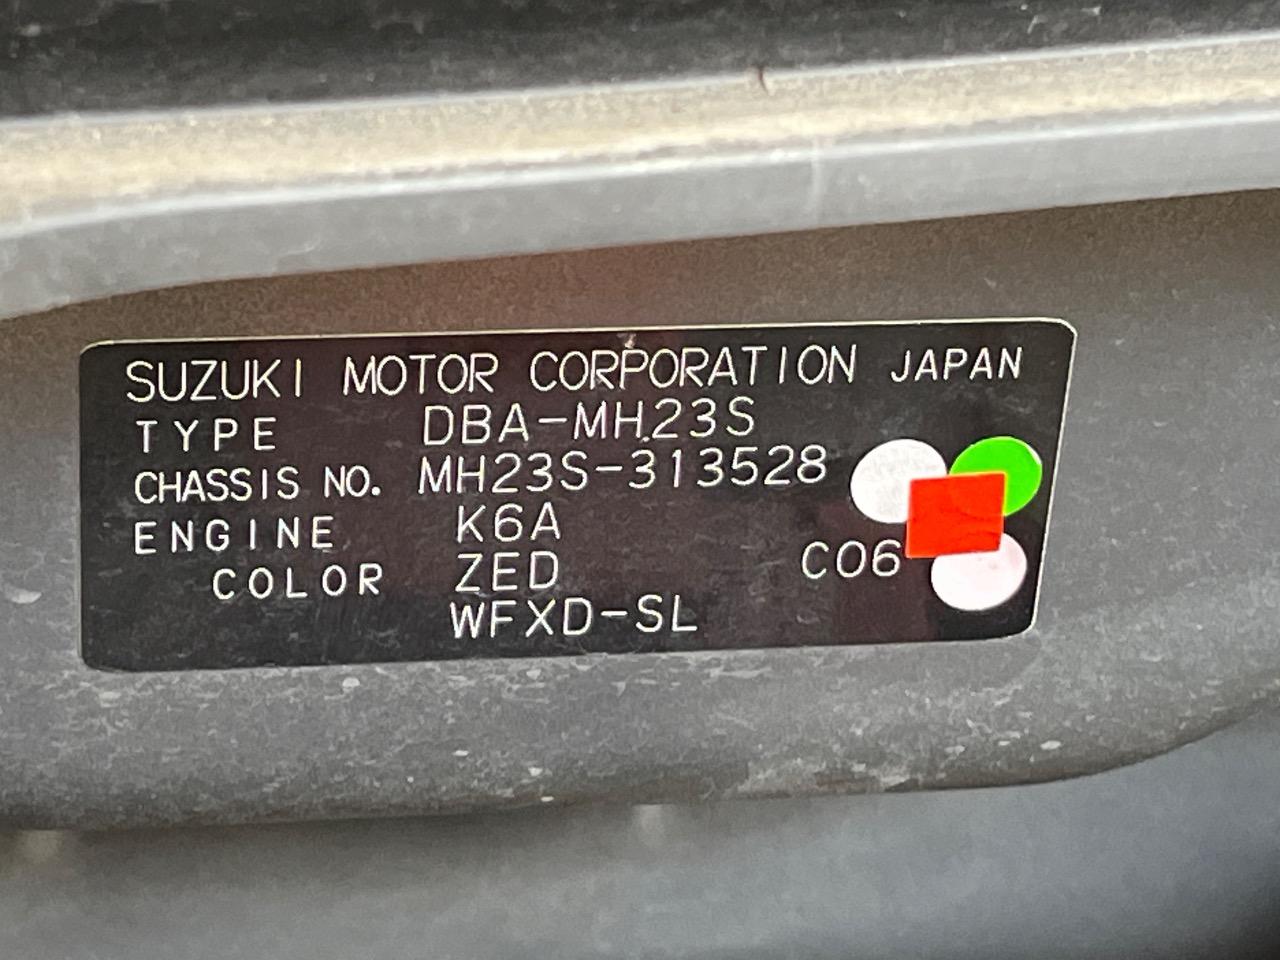 SUZUKI MOTOR CORPORATION JAPAN
TYPE DBA-MH23S
CHASSIS NO. MH23S-313528
ENGINE K6A
COLOR ZED C06
WFXD-SL